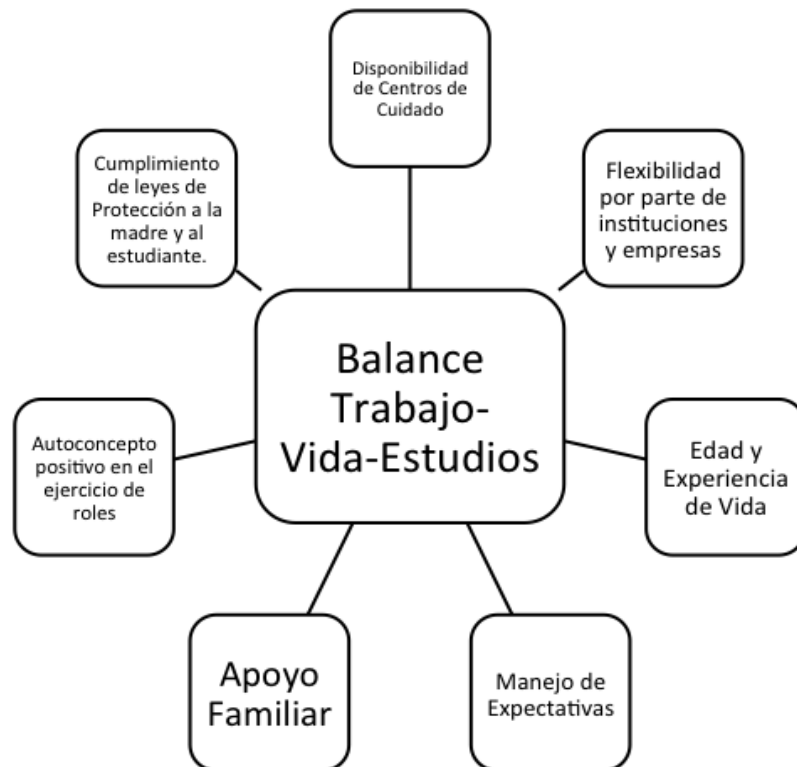 Disponibilidad
de Centros de
Cuidado
Cumplimiento
de leyes de
Protección a la
madre y al
estudiante.
Flexibilidad
por parte de
instituciones
y empresas
Balance
Trabajo-
Vida-Estudios
Autoconcepto
positivo en el
ejercicio de
roles
Edad y
Experiencia
de Vida
Apoyo
Familiar
Manejo de
Expectativas